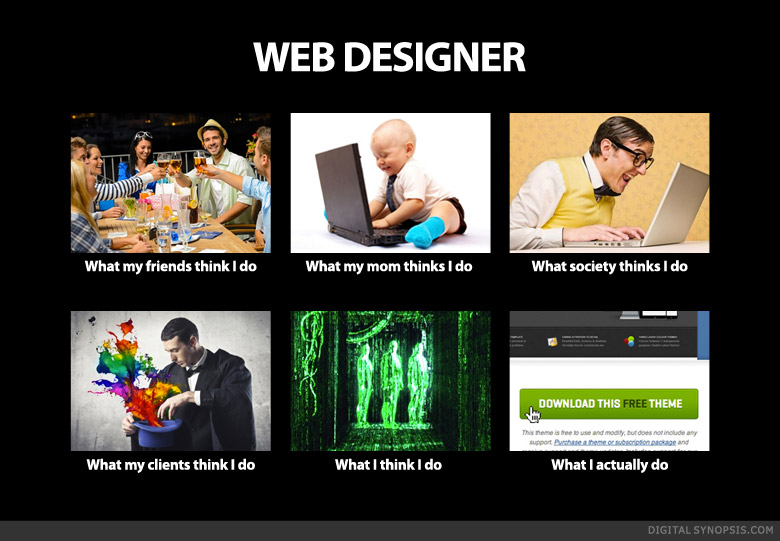 WEB DESIGNER
What my friends think I do
What my mom thinks I do
What society thinks I do
DOWNLOAD THIS FREE THEME
This theme is free to use and modify, but does not include any
support. Purchase a theme or subscription package and
What my clients think I do
What I think I do
What I actually do
DIGITAL SYNOPSIS.COM